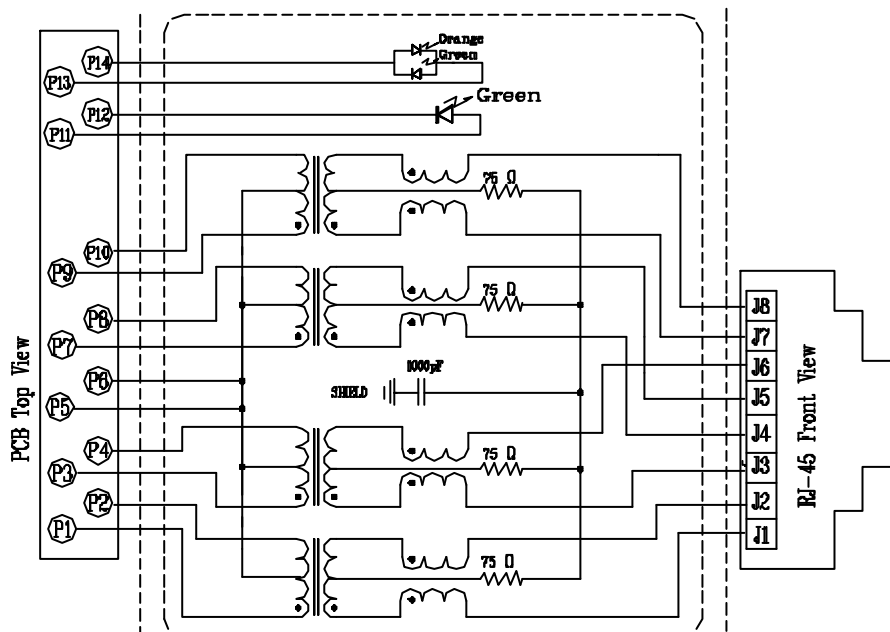 PCB Top View
P14
P13
P12
P11
P10
P9
P8
P7
P6
P5
P4
P3
P2
P1
Orange
Green
Green
75 Ω
75 Ω
1000pF
SHIELD
75 Ω
75 Ω
J8
J7
J6
J5
J4
J3
J2
J1
RJ-45 Front View